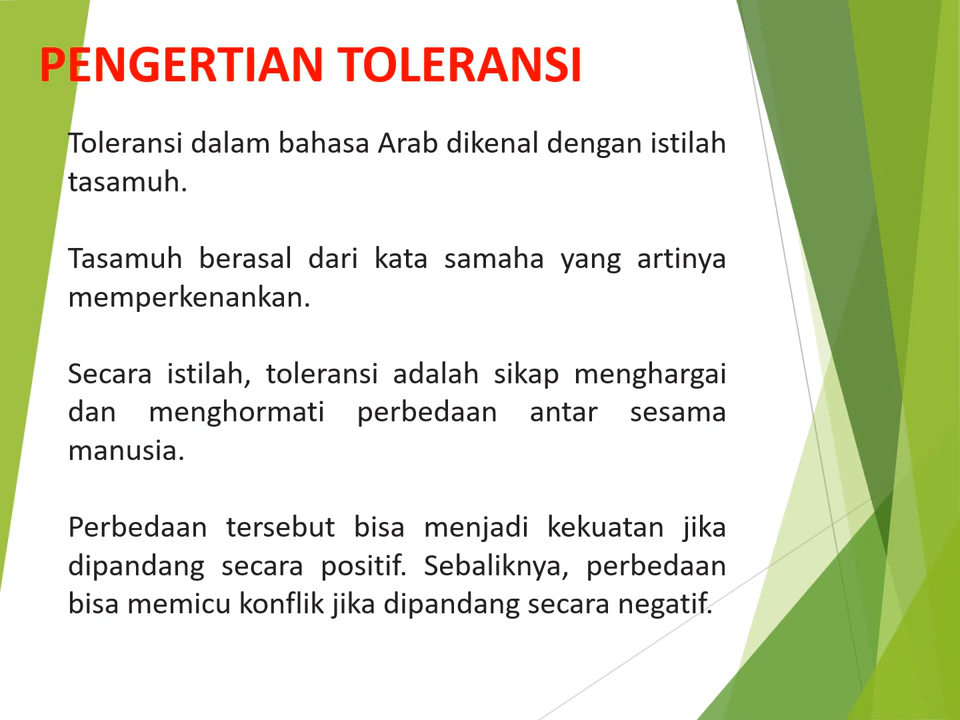 PENGERTIAN TOLERANSI
Toleransi dalam bahasa Arab dikenal dengan istilah
tasamuh.
Tasamuh berasal dari kata samaha yang artinya
memperkenankan.
Secara istilah, toleransi adalah sikap menghargai
dan menghormati perbedaan antar sesama
manusia.
Perbedaan tersebut bisa menjadi kekuatan jika
dipandang secara positif. Sebaliknya, perbedaan
bisa memicu konflik jika dipandang secara negatif.